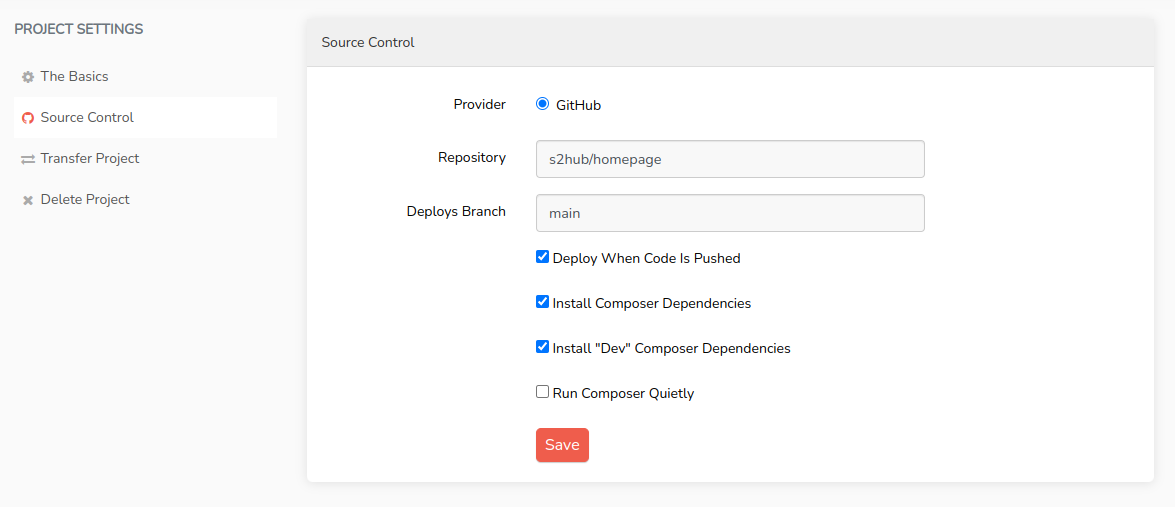 PROJECT SETTINGS
The Basics
Source Control
Transfer Project
Delete Project
Source Control
Provider
GitHub
Repository
s2hub/homepage
Deploys Branch
main
Deploy When Code Is Pushed
Install Composer Dependencies
Install "Dev" Composer Dependencies
Run Composer Quietly
Save